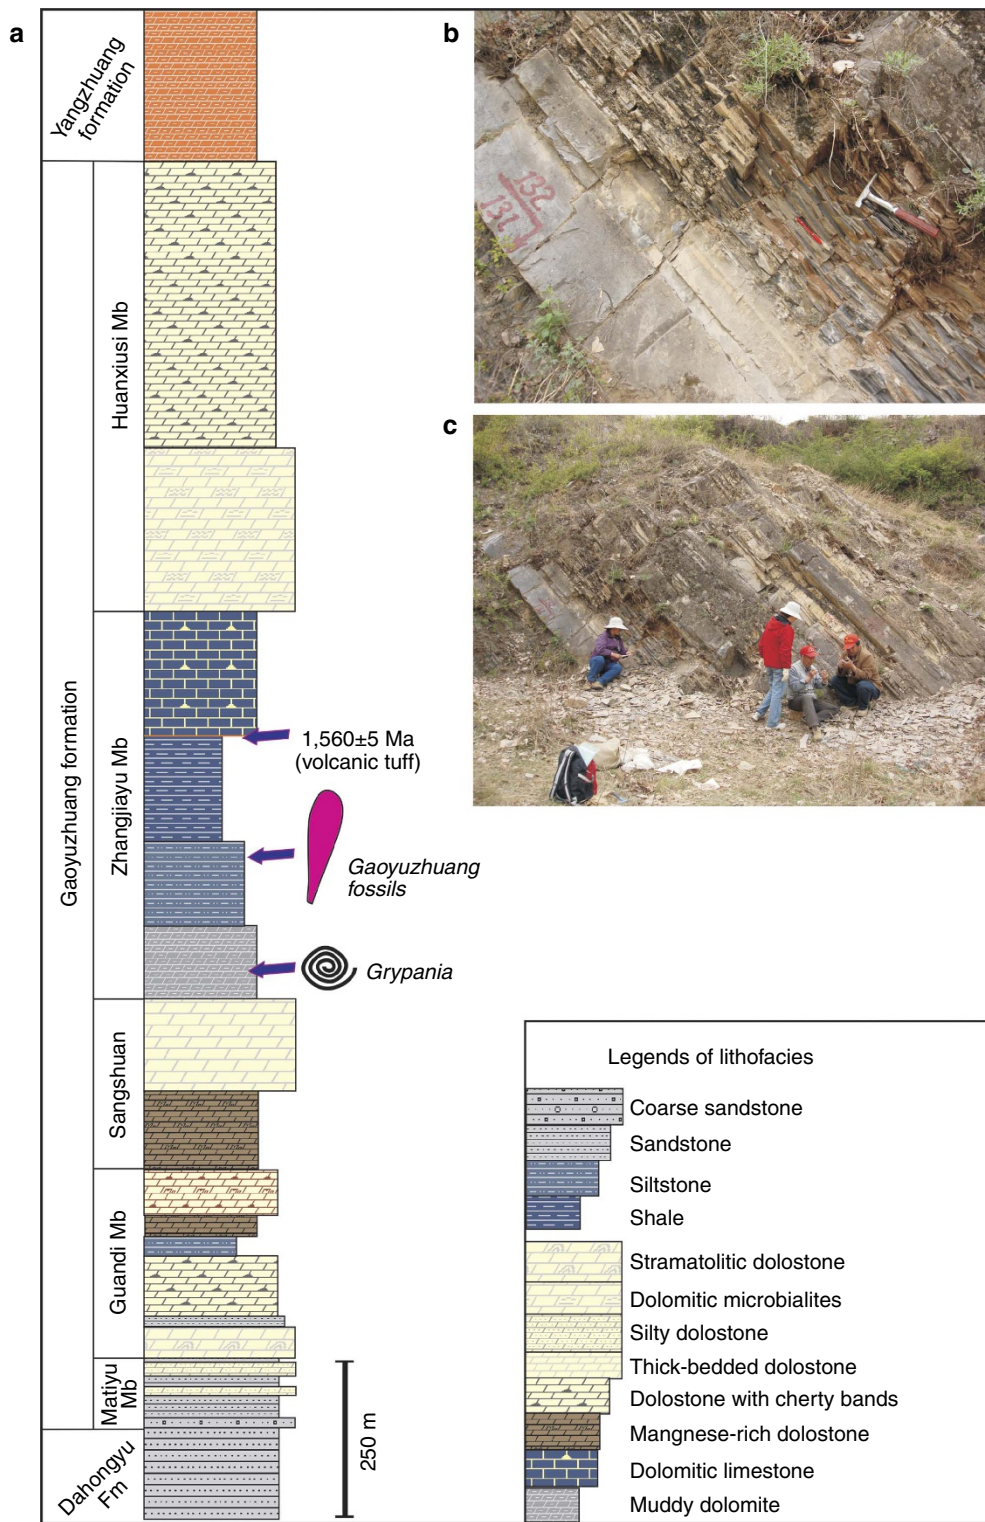 a
Yangzhuang
formation
Gaoyuzhuang formation
Huanxiusi Mb
Zhangjiayu Mb
1,560±5 Ma
(volcanic tuff)
Gaoyuzhuang
fossils
Grypania
Sangshuan
Guandi Mb
Matiyu
Mb
Dahongyu
Fm
250 m
b
132
131
c
Legends of lithofacies
Coarse sandstone
Sandstone
Siltstone
Shale
Stramatolitic dolostone
Dolomitic microbialites
Silty dolostone
Thick-bedded dolostone
Dolostone with cherty bands
Mangnese-rich dolostone
Dolomitic limestone
Muddy dolomite